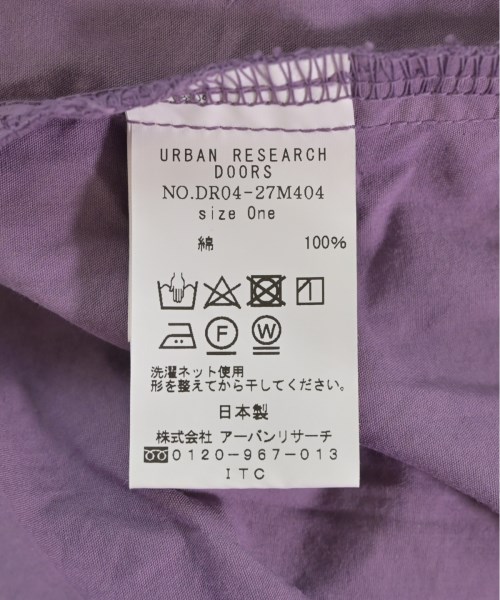 URBAN RESEARCH
DOORS
NO.DR04-27M404
size One
綿 100%
F W
洗濯ネット使用
形を整えてから干してください。
日本製
株式会社 アーバンリサーチ
0120-967-013
ITC